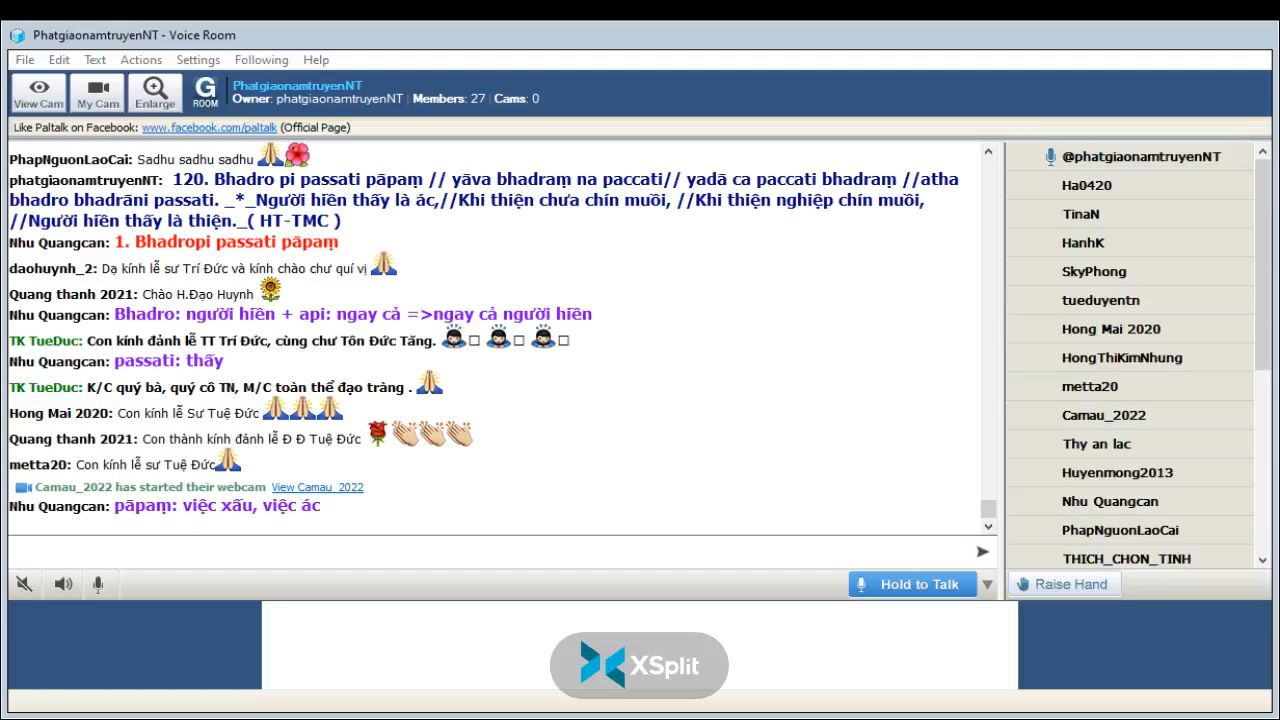 PhatgiaonamtruyenNT - Voice Room
File Edit Text Actions Settings Following Help
View Cam My Cam Enlarge G ROOM
PhatgiaonamtruyenNT
Owner: phatgiaonamtruyenNT | Members: 27 | Cams: 0
Like Paltalk on Facebook: www.facebook.com/paltalk (Official Page)
PhapNguonLaoCai: Sadhu sadhu sadhu
phatgiaonamtruyenNT: 120. Bhadro pi passati pāpaṃ // yāva bhadraṃ na paccati// yadā ca paccati bhadraṃ //atha
bhadro bhadrāni passati. _*_Người hiền thấy là ác,//Khi thiện chưa chín muồi, //Khi thiện nghiệp chín muồi,
//Người hiền thấy là thiện._( HT-TMC )
Nhu Quangcan: 1. Bhadropi passati pāpaṃ
daohuynh_2: Dạ kính lễ sư Trí Đức và kính chào chư quí vị
Quang thanh 2021: Chào H.Đạo Huynh
Nhu Quangcan: Bhadro: người hiền + api: ngay cả =>ngay cả người hiền
TK TueDuc: Con kính đảnh lễ TT Trí Đức, cùng chư Tôn Đức Tăng.
Nhu Quangcan: passati: thấy
TK TueDuc: K/C quý bà, quý cô TN, M/C toàn thể đạo tràng .
Hong Mai 2020: Con kính lễ Sư Tuệ Đức
Quang thanh 2021: Con thành kính đảnh lễ Đ Đ Tuệ Đức
metta20: Con kính lễ sư Tuệ Đức
Camau_2022 has started their webcam View Camau_2022
Nhu Quangcan: pāpaṃ: việc xấu, việc ác
@phatgiaonamtruyenNT
Ha0420
TinaN
HanhK
SkyPhong
tueduyentn
Hong Mai 2020
HongThiKimNhung
metta20
Camau_2022
Thy an lac
Huyenmong2013
Nhu Quangcan
PhapNguonLaoCai
THICH_CHON_TINH
Hold to Talk
Raise Hand
XSplit